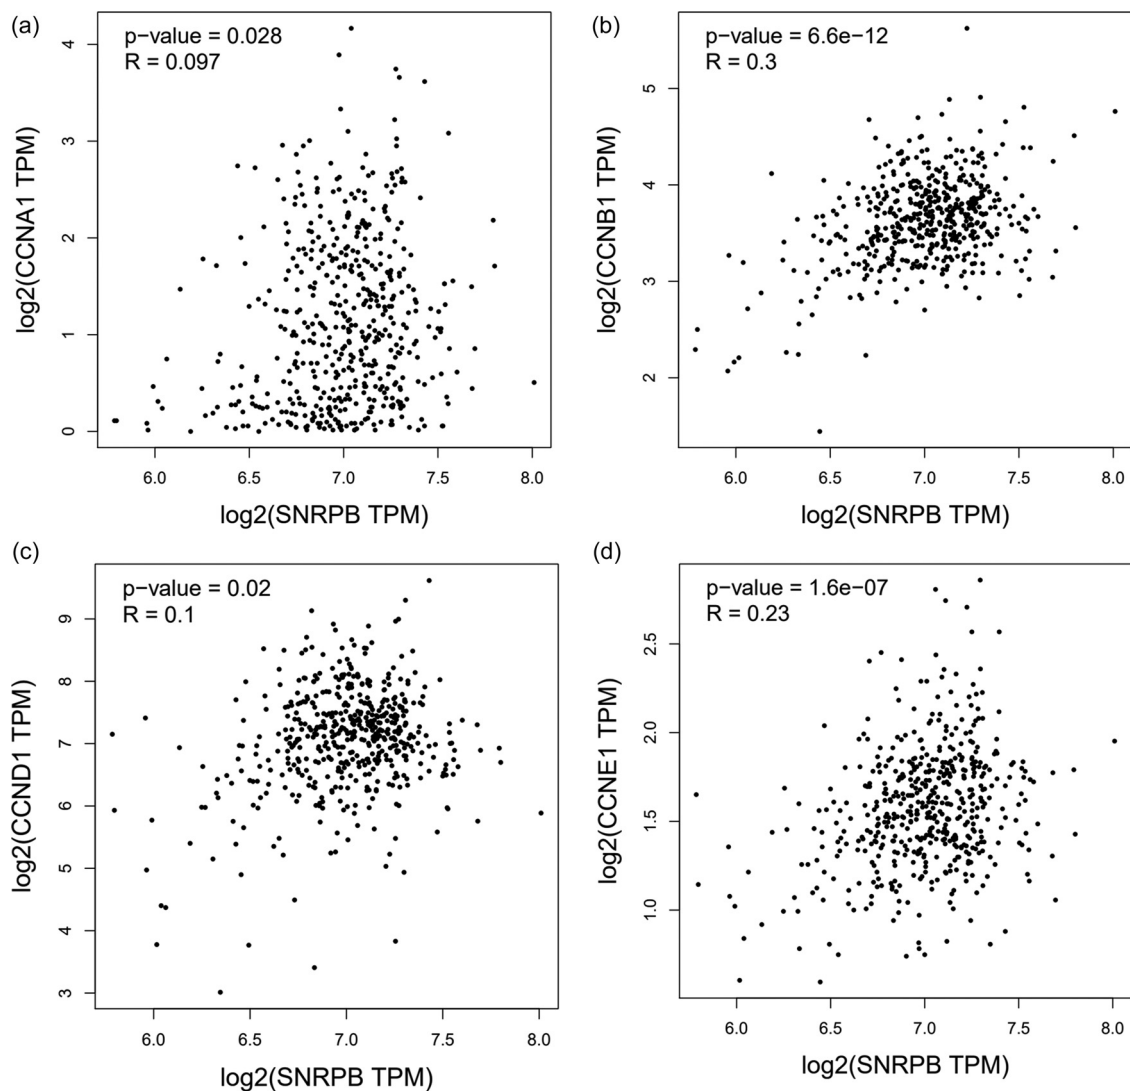 (a)
p−value = 0.028
R = 0.097
log2(CCNA1 TPM)
4
3
2
1
0
6.0 6.5 7.0 7.5 8.0
log2(SNRPB TPM)
(b)
p−value = 6.6e−12
R = 0.3
log2(CCNB1 TPM)
5
4
3
2
6.0 6.5 7.0 7.5 8.0
log2(SNRPB TPM)
(c)
p−value = 0.02
R = 0.1
log2(CCND1 TPM)
9
8
7
6
5
4
3
6.0 6.5 7.0 7.5 8.0
log2(SNRPB TPM)
(d)
p−value = 1.6e−07
R = 0.23
log2(CCNE1 TPM)
2.5
2.0
1.5
1.0
6.0 6.5 7.0 7.5 8.0
log2(SNRPB TPM)